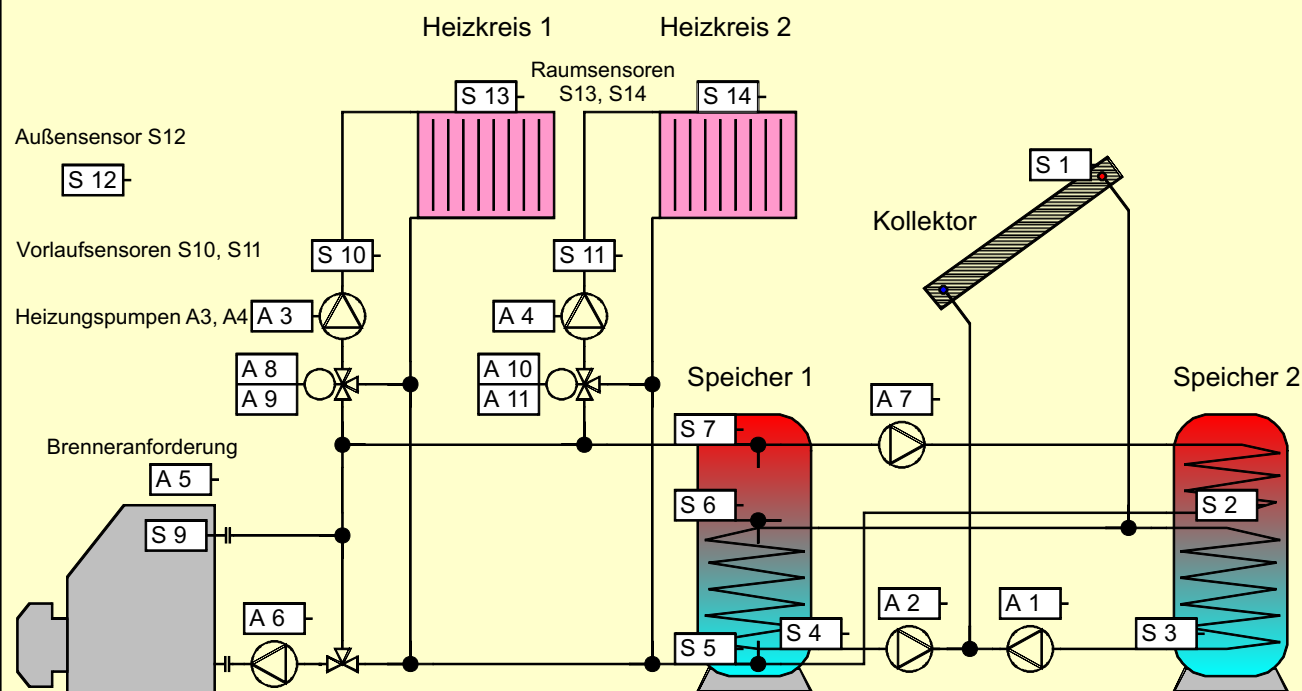 Heizkreis 1
Heizkreis 2
Raumsensoren
S13, S14
S 13
S 14
Außensensor S12
S 12
S 1
Kollektor
Vorlaufsensoren S10, S11
S 10
S 11
Heizungspumpen A3, A4
A 3
A 4
A 8
A 9
A 10
A 11
Speicher 1
Speicher 2
A 7
S 7
Brenneranforderung
A 5
S 6
S 2
S 9
A 6
A 2
A 1
S 4
S 3
S 5